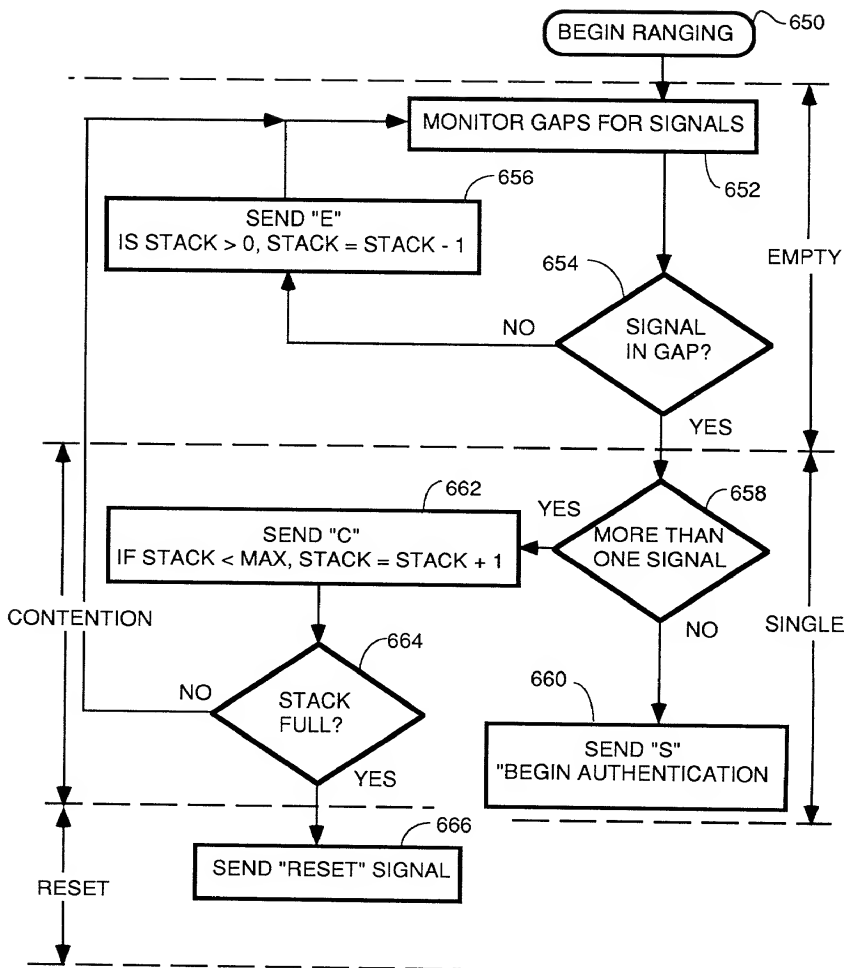 BEGIN RANGING
650
MONITOR GAPS FOR SIGNALS
652
656
SEND "E"
IS STACK > 0, STACK = STACK - 1
EMPTY
654
SIGNAL
IN GAP?
NO
YES
662
SEND "C"
IF STACK < MAX, STACK = STACK + 1
YES
658
MORE THAN
ONE SIGNAL
CONTENTION
SINGLE
NO
664
NO
STACK
FULL?
YES
660
SEND "S"
"BEGIN AUTHENTICATION
666
SEND "RESET" SIGNAL
RESET